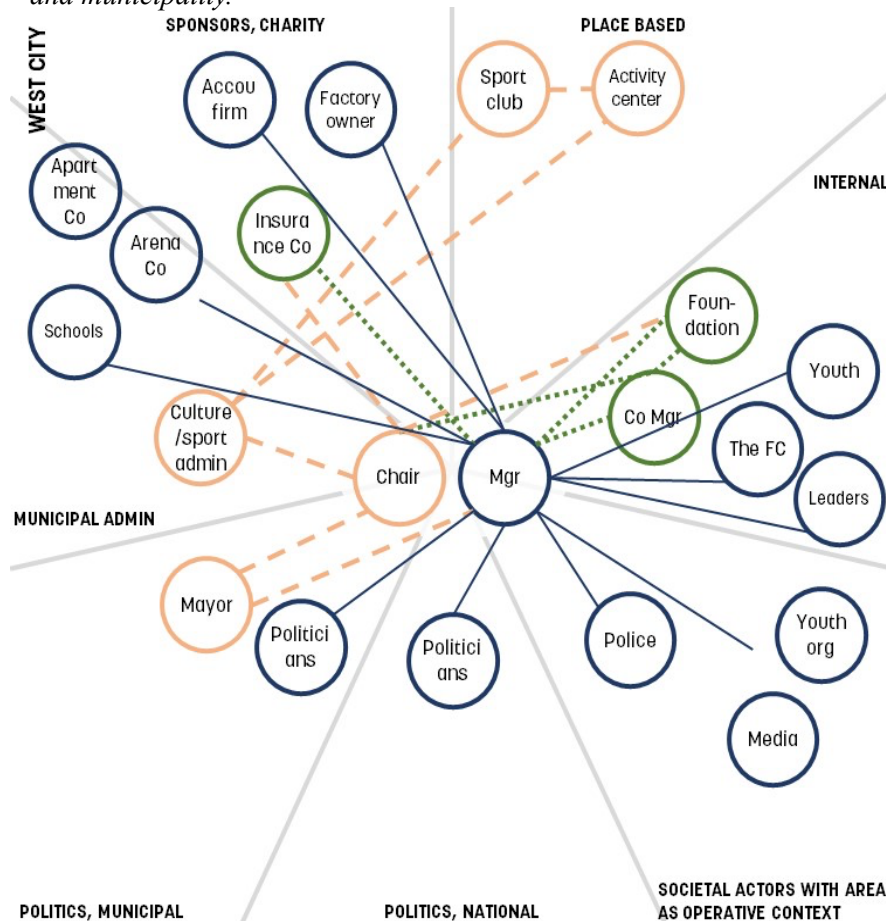 and municipality.
SPONSORS, CHARITY
PLACE BASED
WEST CITY
Accou
firm
Factory
owner
Sport
club
Activity
center
Apart
ment
Co
INTERNAL
Arena
Co
Insura
nce Co
Schools
Foun-
dation
Youth
Culture
/sport
admin
Co Mgr
The FC
Chair
Mgr
Leaders
MUNICIPAL ADMIN
Mayor
Politici
ans
Politici
ans
Police
Youth
org
Media
POLITICS, MUNICIPAL
POLITICS, NATIONAL
SOCIETAL ACTORS WITH AREA
AS OPERATIVE CONTEXT